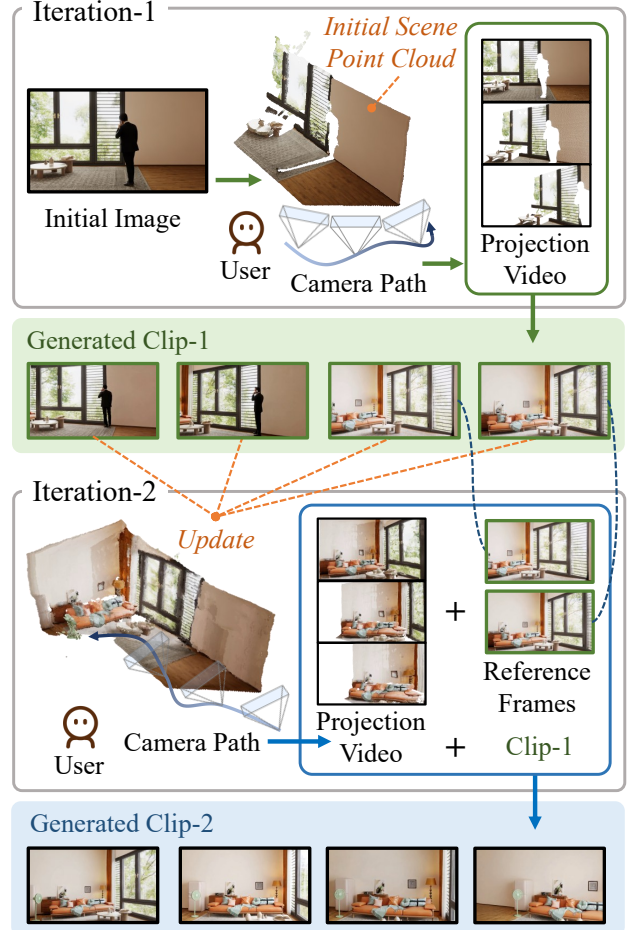 Iteration-1
Initial Scene
Point Cloud
Initial Image
User
Camera Path
Projection
Video
Generated Clip-1
Iteration-2
Update
Reference
Frames
Projection
Video
+
+
Clip-1
User
Camera Path
Generated Clip-2